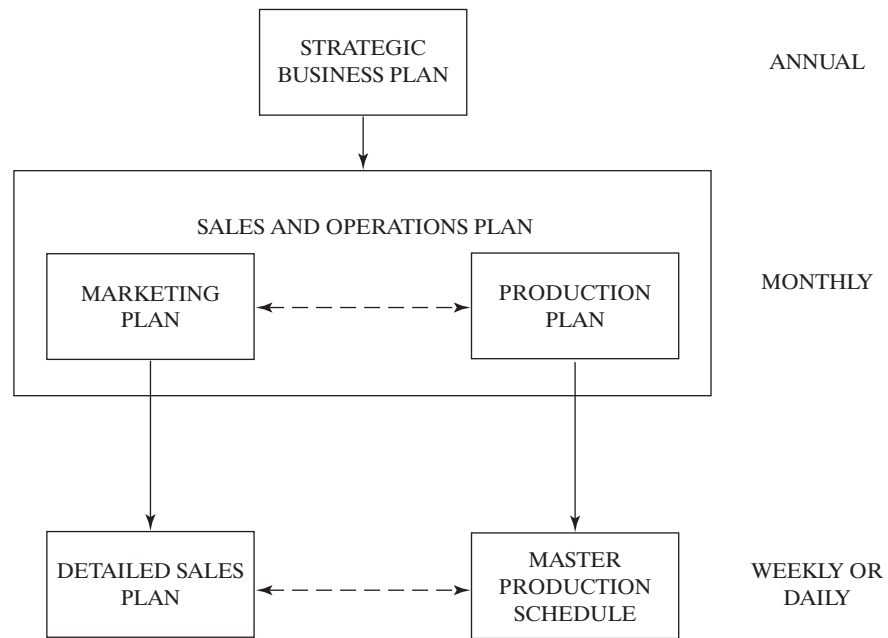 STRATEGIC
BUSINESS PLAN
ANNUAL
SALES AND OPERATIONS PLAN
MARKETING
PLAN
PRODUCTION
PLAN
MONTHLY
DETAILED SALES
PLAN
MASTER
PRODUCTION
SCHEDULE
WEEKLY OR
DAILY